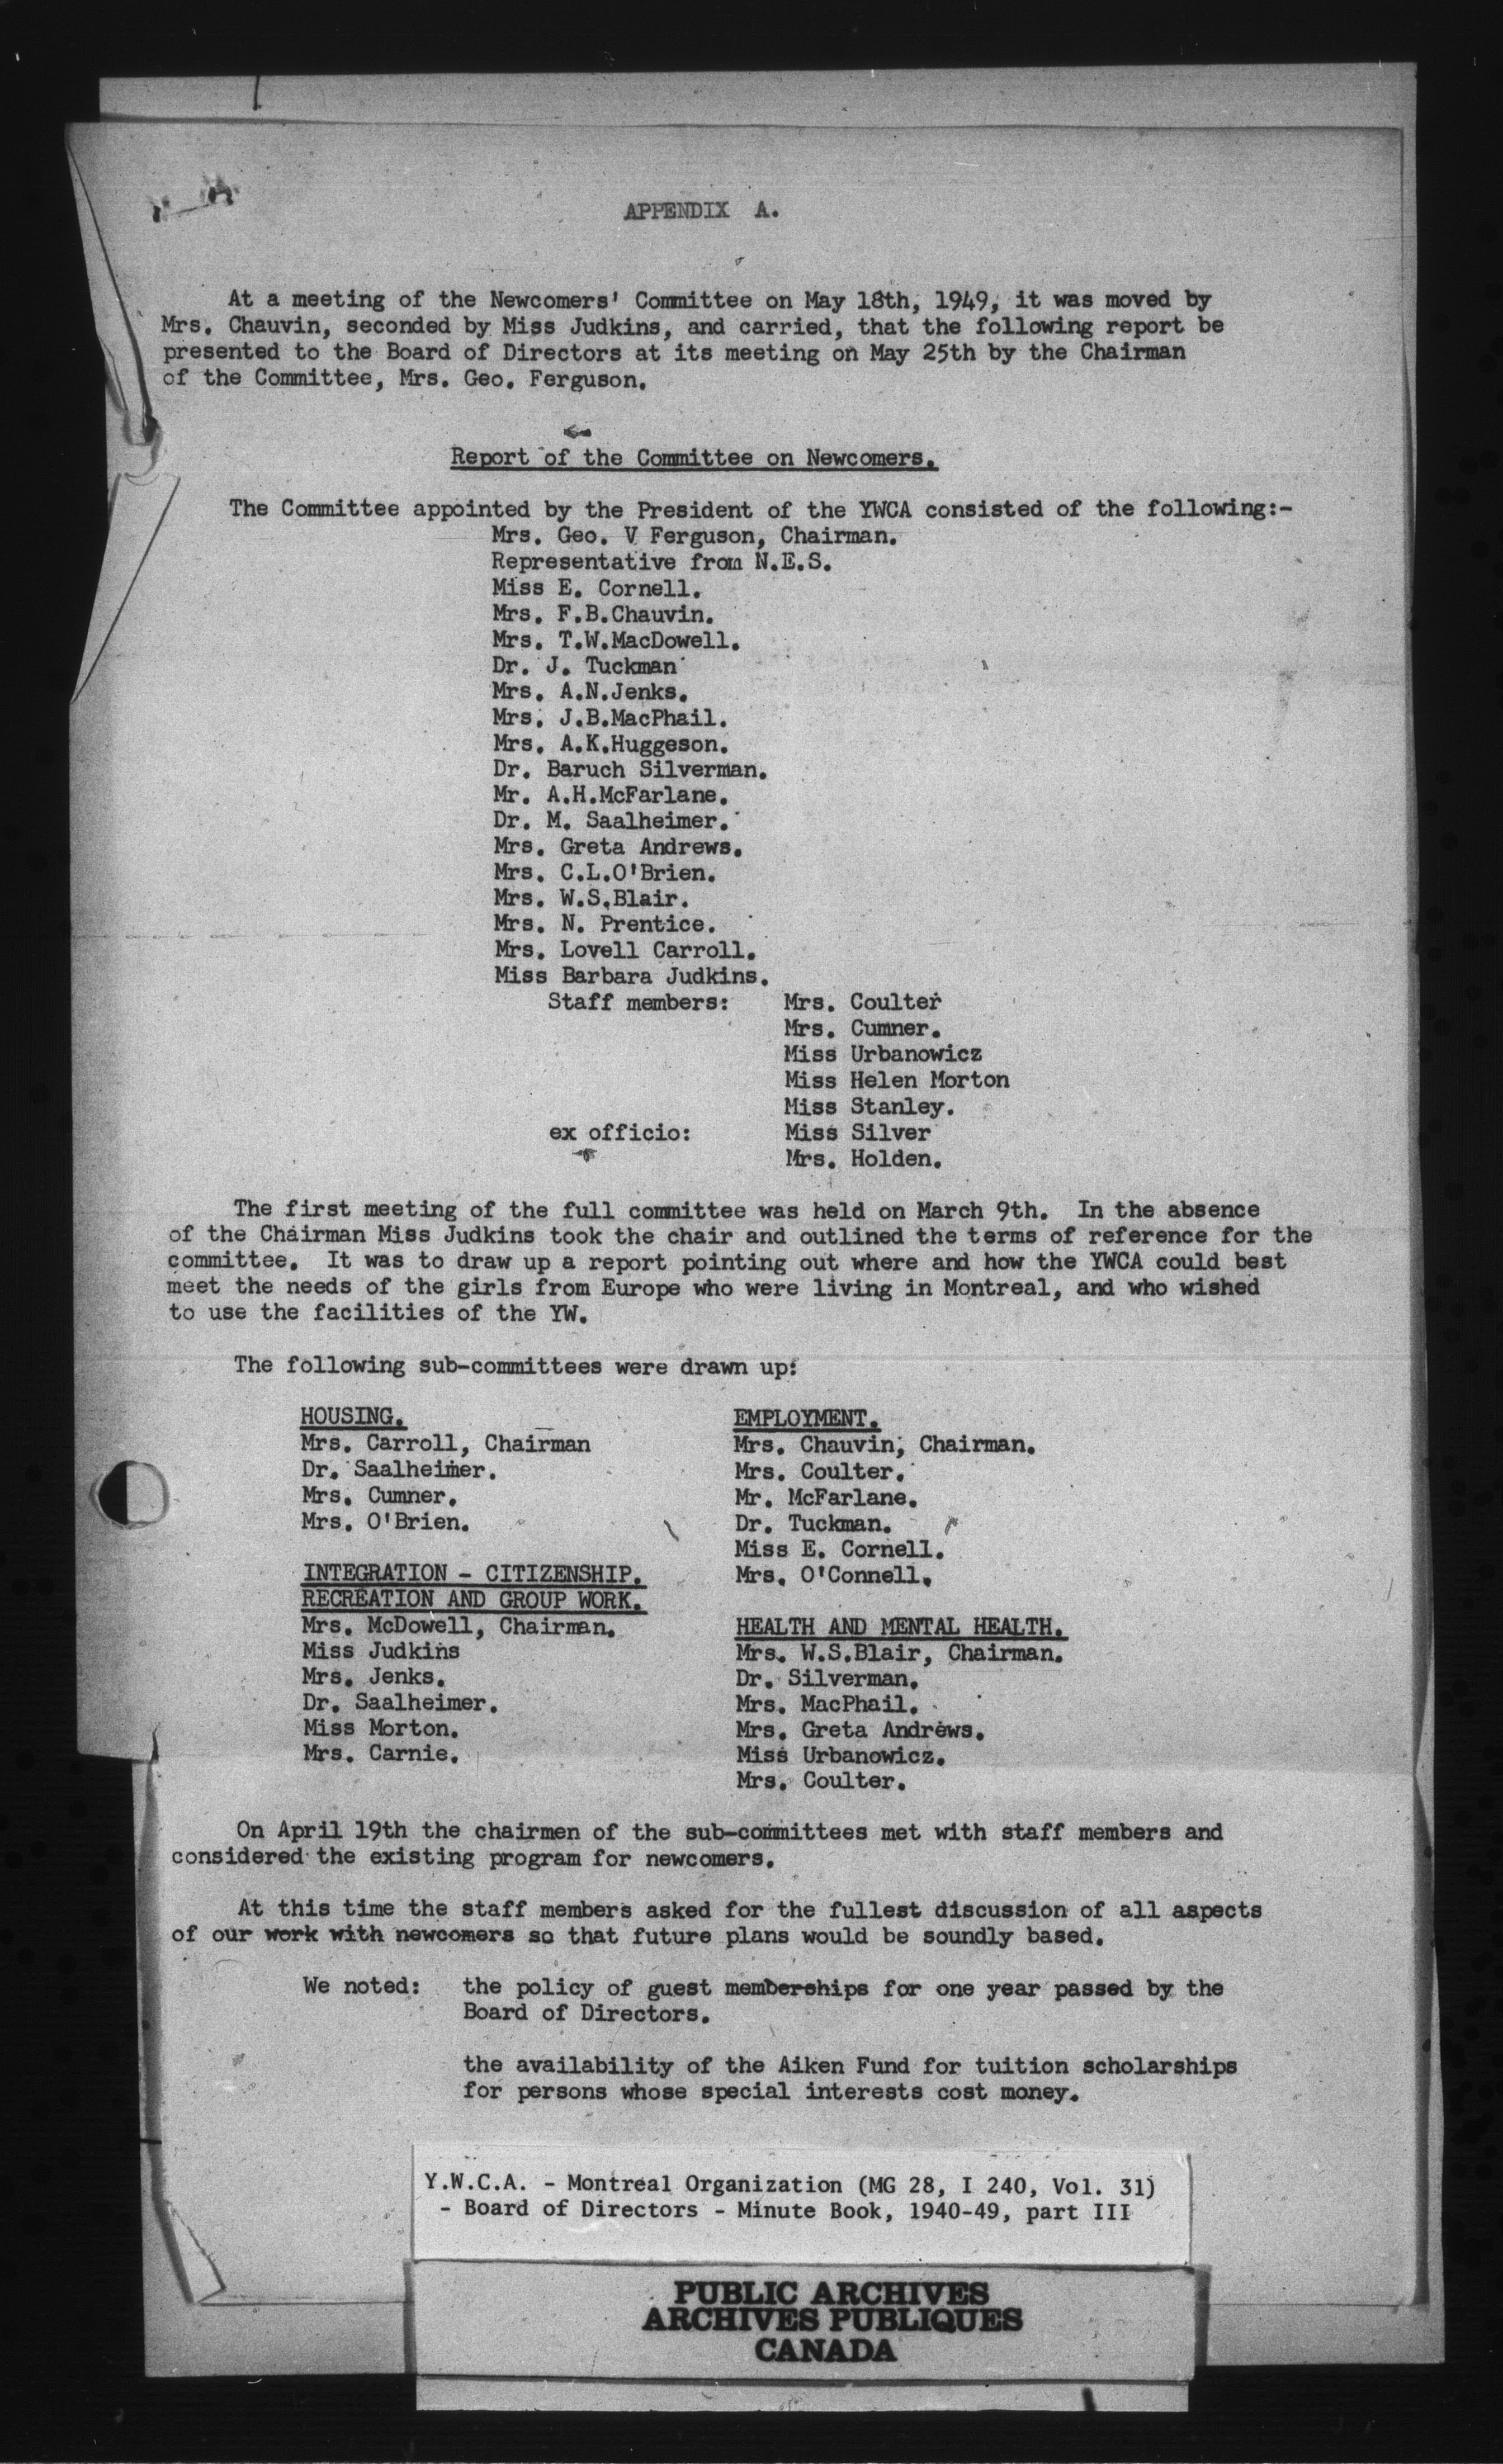 APPENDIX A.
At a meeting of the Newcomers' Committee on May 18th, 1949, it was moved by
Mrs. Chauvin, seconded by Miss Judkins, and carried, that the following report be
presented to the Board of Directors at its meeting on May 25th by the Chairman
of the Committee, Mrs. Geo. Ferguson.
Report of the Committee on Newcomers.
The Committee appointed by the President of the YWCA consisted of the following:-
Mrs. Geo. V Ferguson, Chairman.
Representative from N.E.S.
Miss E. Cornell.
Mrs. F.B.Chauvin.
Mrs. T.W.MacDowell.
Dr. J. Tuckman
Mrs. A.N.Jenks.
Mrs. J.B.MacPhail.
Mrs. A.K.Huggeson.
Dr. Baruch Silverman.
Mr. A.H.McFarlane.
Dr. M. Saalheimer.
Mrs. Greta Andrews.
Mrs. C.L.O'Brien.
Mrs. W.S.Blair.
Mrs. N. Prentice.
Mrs. Lovell Carroll.
Miss Barbara Judkins.
Staff members: Mrs. Coulter
Mrs. Cumner.
Miss Urbanowicz
Miss Helen Morton
Miss Stanley.
ex officio: Miss Silver
Mrs. Holden.
The first meeting of the full committee was held on March 9th. In the absence
of the Chairman Miss Judkins took the chair and outlined the terms of reference for the
committee. It was to draw up a report pointing out where and how the YWCA could best
meet the needs of the girls from Europe who were living in Montreal, and who wished
to use the facilities of the YW.
The following sub-committees were drawn up:
HOUSING.
Mrs. Carroll, Chairman
Dr. Saalheimer.
Mrs. Cumner.
Mrs. O'Brien.
INTEGRATION - CITIZENSHIP.
RECREATION AND GROUP WORK.
Mrs. McDowell, Chairman.
Miss Judkins
Mrs. Jenks.
Dr. Saalheimer.
Miss Morton.
Mrs. Carnie.
EMPLOYMENT.
Mrs. Chauvin, Chairman.
Mrs. Coulter.
Mr. McFarlane.
Dr. Tuckman.
Miss E. Cornell.
Mrs. O'Connell.
HEALTH AND MENTAL HEALTH.
Mrs. W.S.Blair, Chairman.
Dr. Silverman.
Mrs. MacPhail.
Mrs. Greta Andrews.
Miss Urbanowicz.
Mrs. Coulter.
On April 19th the chairmen of the sub-committees met with staff members and
considered the existing program for newcomers.
At this time the staff members asked for the fullest discussion of all aspects
of our work with newcomers so that future plans would be soundly based.
We noted: the policy of guest memberships for one year passed by the
Board of Directors.
the availability of the Aiken Fund for tuition scholarships
for persons whose special interests cost money.
Y.W.C.A. - Montreal Organization (MG 28, I 240, Vol. 31)
- Board of Directors - Minute Book, 1940-49, part III
PUBLIC ARCHIVES
ARCHIVES PUBLIQUES
CANADA